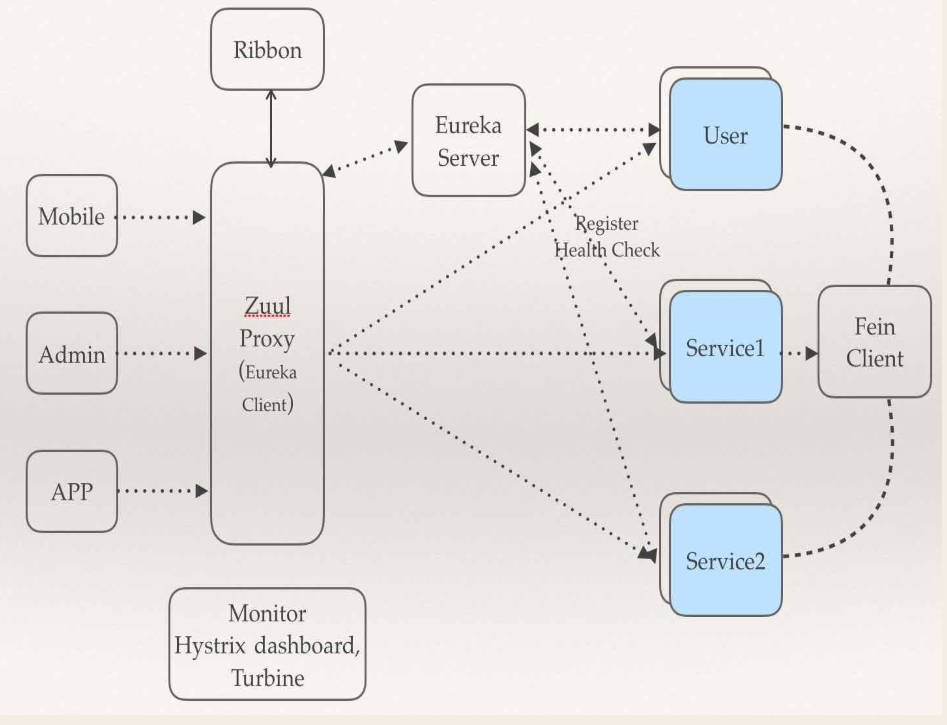 Ribbon
Eureka
Server
User
Mobile
Register
Health Check
Zuul
Proxy
(Eureka
Client)
Admin
Service1
Fein
Client
APP
Service2
Monitor
Hystrix dashboard,
Turbine